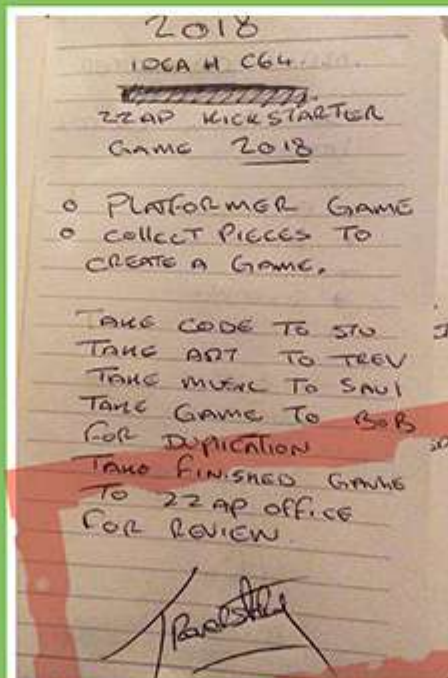 2018
IDEA H C64
ZZAP KICKSTARTER
GAME 2018
o PLATFORMER GAME
o COLLECT PIECES TO
CREATE A GAME.
TAKE CODE TO STU
TAKE ART TO TREV
TAKE MUSIC TO SAUL
TAKE GAME TO BOB
FOR DUPLICATION
TAKE FINISHED GAME
TO ZZAP OFFICE
FOR REVIEW